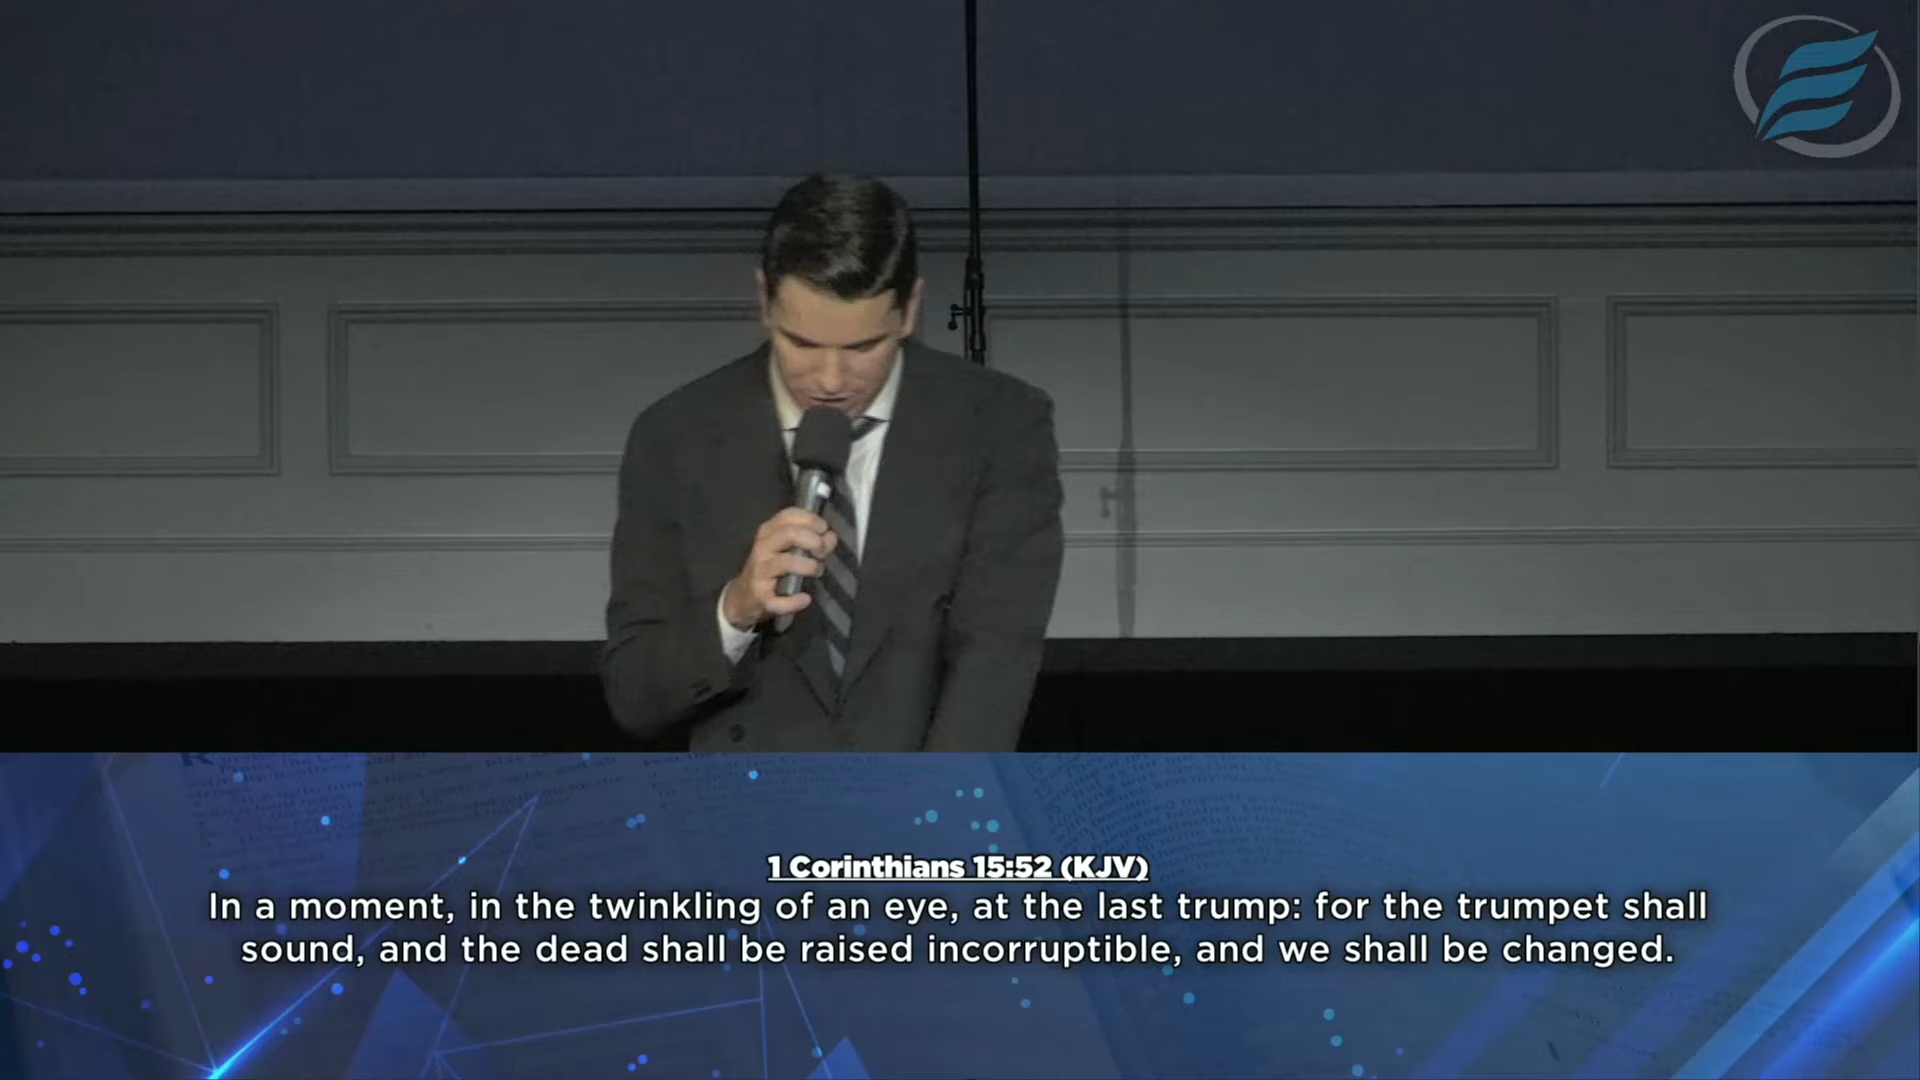 1 Corinthians 15:52 (KJV)
In a moment, in the twinkling of an eye, at the last trump: for the trumpet shall
sound, and the dead shall be raised incorruptible, and we shall be changed.